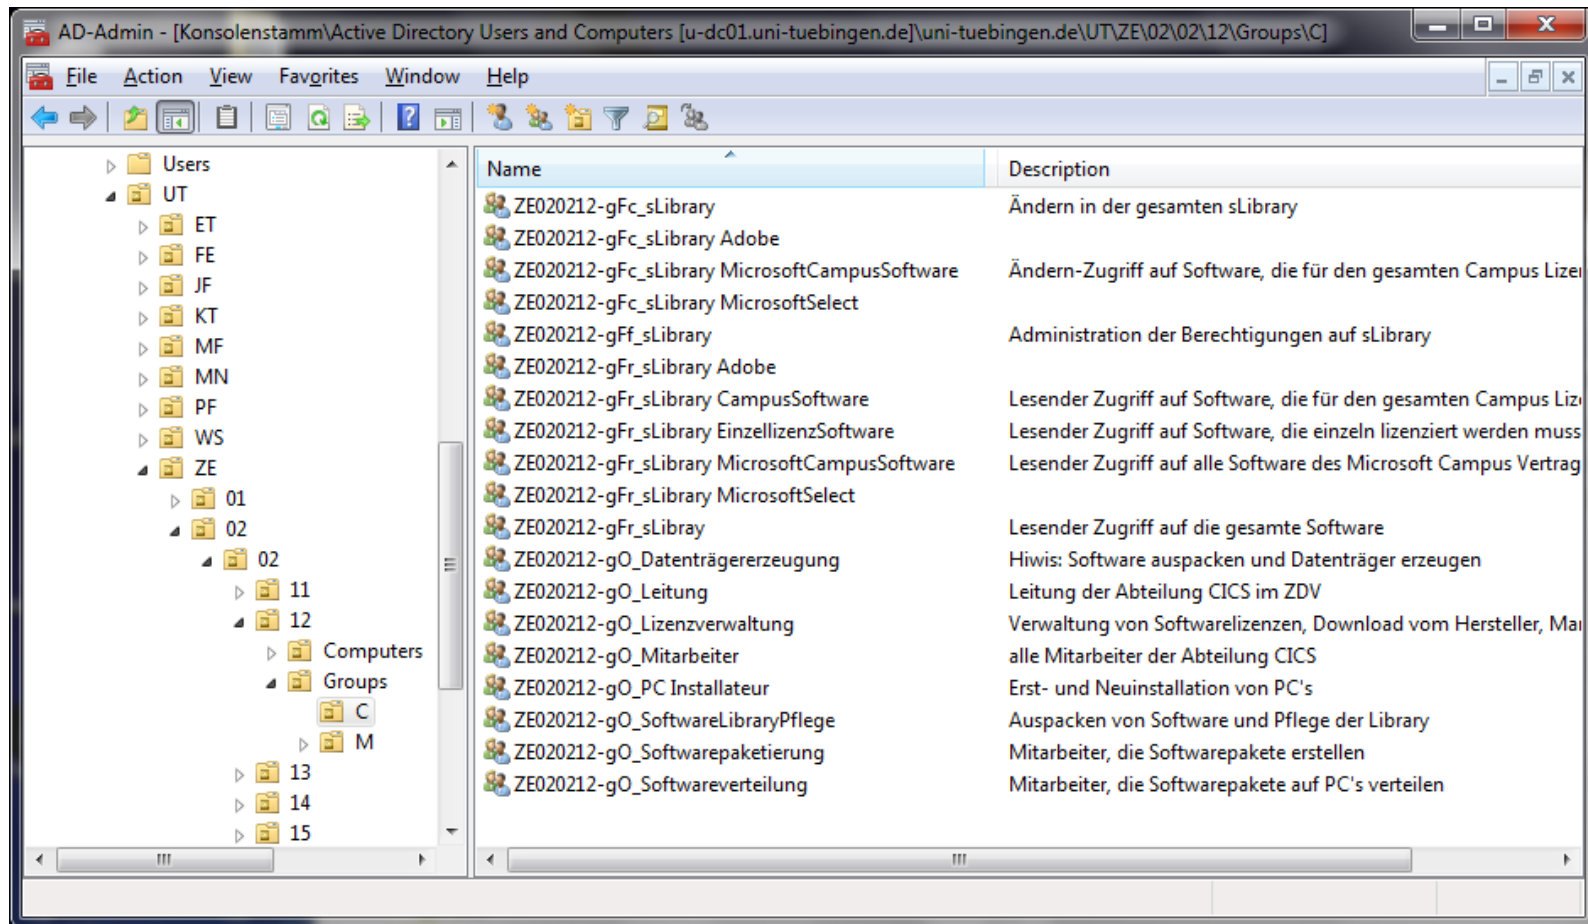 AD-Admin - [Konsolenstamm\Active Directory Users and Computers [u-dc01.uni-tuebingen.de]\uni-tuebingen.de\UT\ZE\02\02\12\Groups\C]
File Action View Favorites Window Help
Users
UT
ET
FE
JF
KT
MF
MN
PF
WS
ZE
01
02
02
11
12
Computers
Groups
C
M
13
14
15
Name Description
ZE020212-gFc_sLibrary Ändern in der gesamten sLibrary
ZE020212-gFc_sLibrary Adobe
ZE020212-gFc_sLibrary MicrosoftCampusSoftware Ändern-Zugriff auf Software, die für den gesamten Campus
ZE020212-gFc_sLibrary MicrosoftSelect
ZE020212-gFf_sLibrary Administration der Berechtigungen auf sLibrary
ZE020212-gFr_sLibrary Adobe
ZE020212-gFr_sLibrary CampusSoftware Lesender Zugriff auf Software, die für den gesamten Campus
ZE020212-gFr_sLibrary EinzellizenzSoftware Lesender Zugriff auf Software, die einzeln lizenziert werden muss
ZE020212-gFr_sLibrary MicrosoftCampusSoftware Lesender Zugriff auf alle Software des Microsoft Campus Vertrag
ZE020212-gFr_sLibrary MicrosoftSelect
ZE020212-gFr_sLibray Lesender Zugriff auf die gesamte Software
ZE020212-gO_Datenträgererzeugung Hiwis: Software auspacken und Datenträger erzeugen
ZE020212-gO_Leitung Leitung der Abteilung CICS im ZDV
ZE020212-gO_Lizenzverwaltung Verwaltung von Softwarelizenzen, Download vom Hersteller,
ZE020212-gO_Mitarbeiter alle Mitarbeiter der Abteilung CICS
ZE020212-gO_PC Installateur Erst- und Neuinstallation von PC's
ZE020212-gO_SoftwareLibraryPflege Auspacken von Software und Pflege der Library
ZE020212-gO_Softwarepaketierung Mitarbeiter, die Softwarepakete erstellen
ZE020212-gO_Softwareverteilung Mitarbeiter, die Softwarepakete auf PC's verteilen